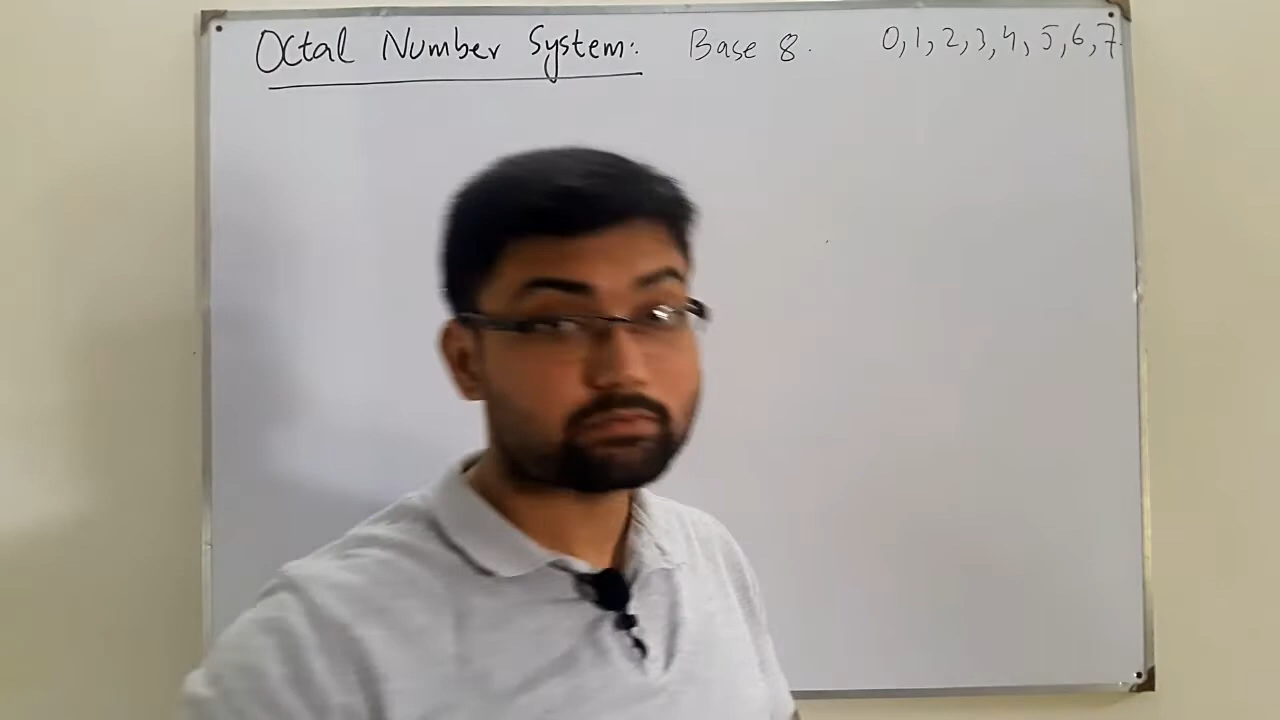 Octal Number System:. Base 8. 0, 1, 2, 3, 4, 5, 6, 7.